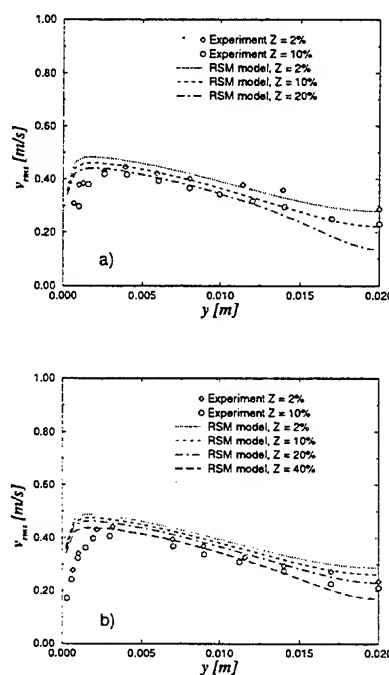 1.00
0.80
0.60
0.40
0.20
0.00
v_rms [m/s]
Experiment Z = 2%
Experiment Z = 10%
RSM model, Z = 2%
RSM model, Z = 10%
RSM model, Z = 20%
a)
0.000 0.005 0.010 0.015 0.020
y [m]
1.00
0.80
0.60
0.40
0.20
0.00
v_rms [m/s]
Experiment Z = 2%
Experiment Z = 10%
RSM model, Z = 2%
RSM model, Z = 10%
RSM model, Z = 20%
RSM model, Z = 40%
b)
0.000 0.005 0.010 0.015 0.020
y [m]